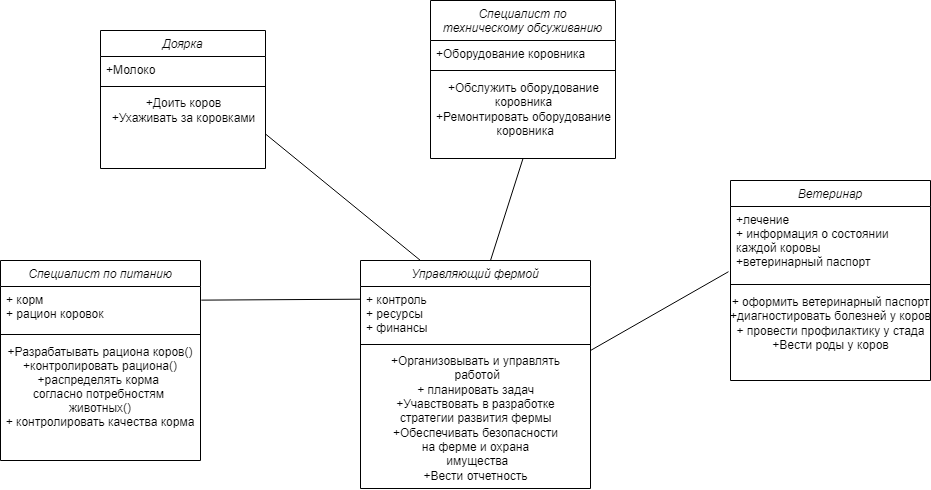 Доярка
+Молоко
+Доить коров
+Ухаживать за коровками
Специалист по
техническому обсуживанию
+Оборудование коровника
+Обслужить оборудование
коровника
+Ремонтировать оборудование
коровника
Ветеринар
+лечение
+ информация о состоянии
каждой коровы
+ветеринарный паспорт
+ оформить ветеринарный паспорт
+диагностировать болезней у коров
+ провести профилактику у стада
+Вести роды у коров
Специалист по питанию
+ корм
+ рацион коровок
+Разрабатывать рациона коров()
+контролировать рациона()
+распределять корма
согласно потребностям
животных()
+ контролировать качества корма
Управляющий фермой
+ контроль
+ ресурсы
+ финансы
+Организовывать и управлять
работой
+ планировать задач
+Учавствовать в разработке
стратегии развития фермы
+Обеспечивать безопасности
на ферме и охрана
имущества
+Вести отчетность